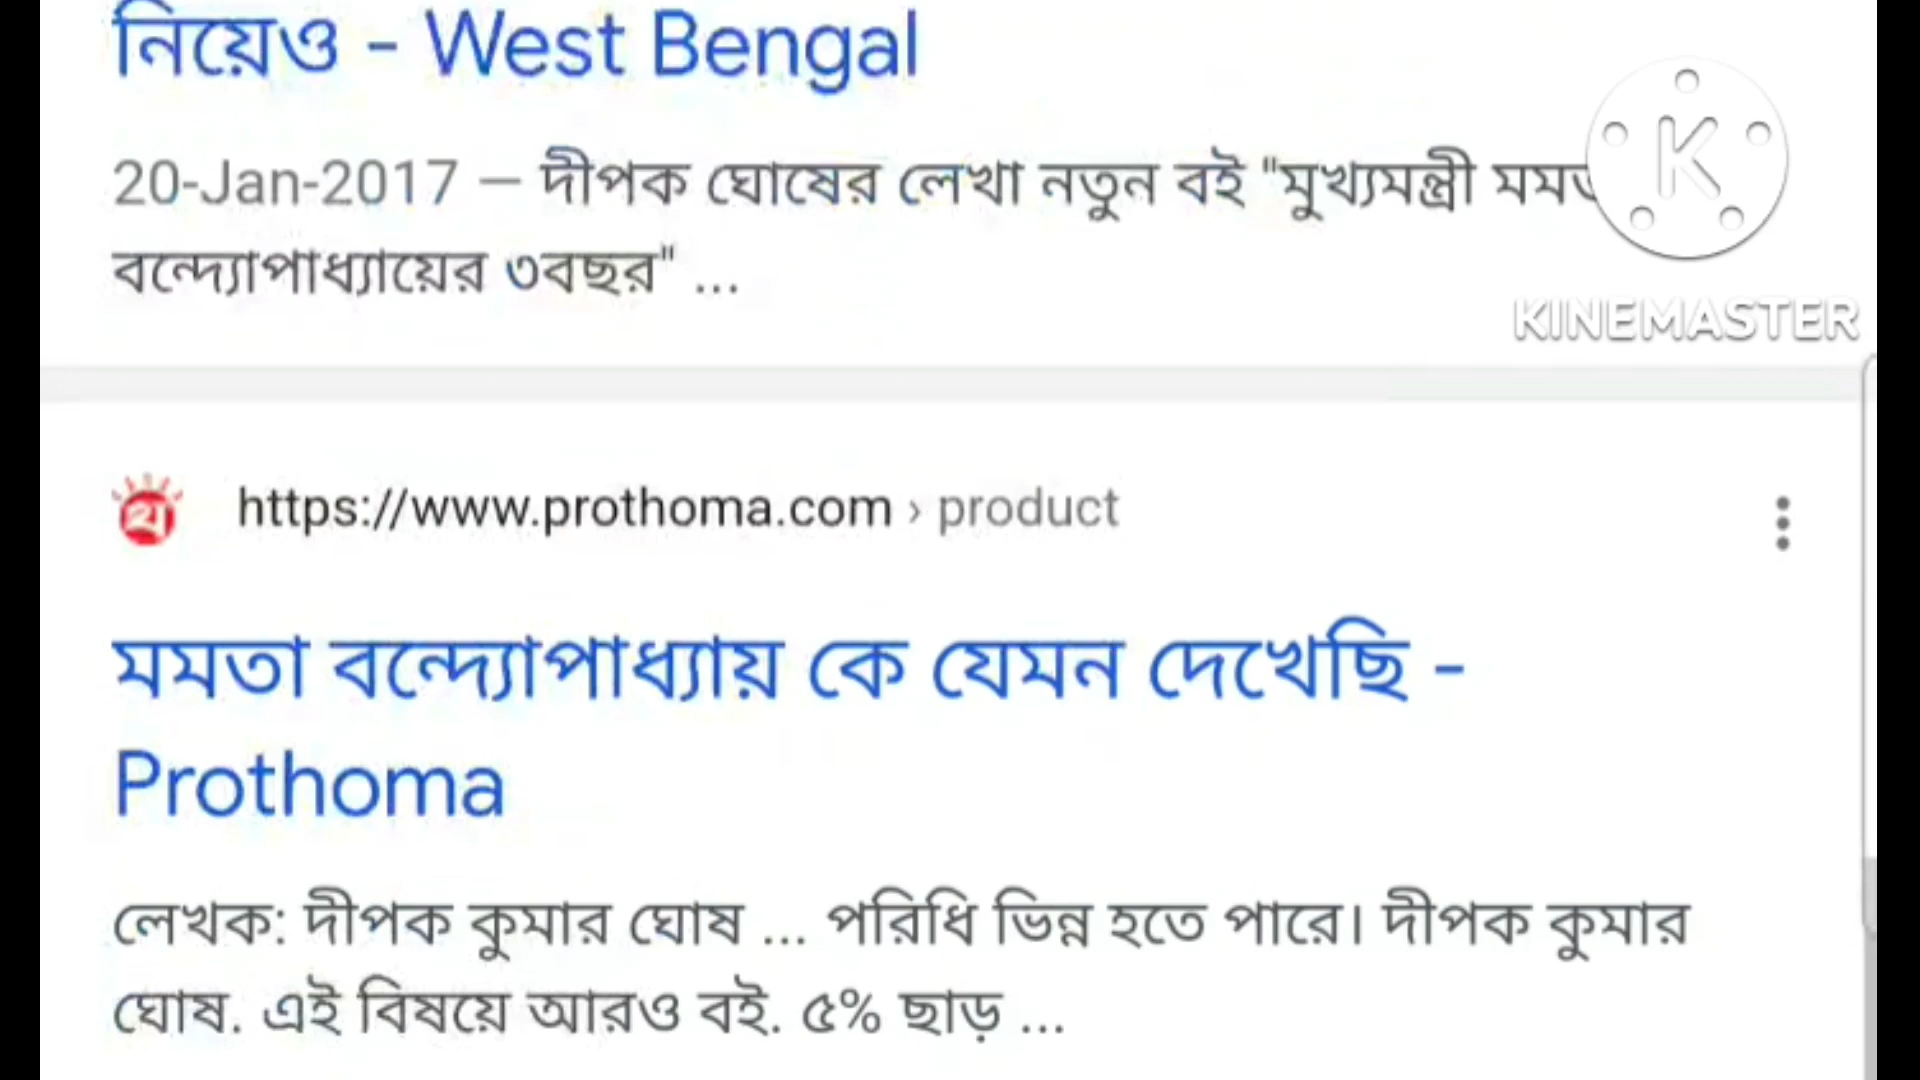 নিয়েও - West Bengal
20-Jan-2017 — দীপক ঘোষের লেখা নতুন বই "মুখ্যমন্ত্রী মমত
বন্দ্যোপাধ্যায়ের ৩বছর" ...
K
KINEMASTER
https://www.prothoma.com › product
মমতা বন্দ্যোপাধ্যায় কে যেমন দেখেছি -
Prothoma
লেখক: দীপক কুমার ঘোষ ... পরিধি ভিন্ন হতে পারে। দীপক কুমার
ঘোষ. এই বিষয়ে আরও বই. ৫% ছাড় ...